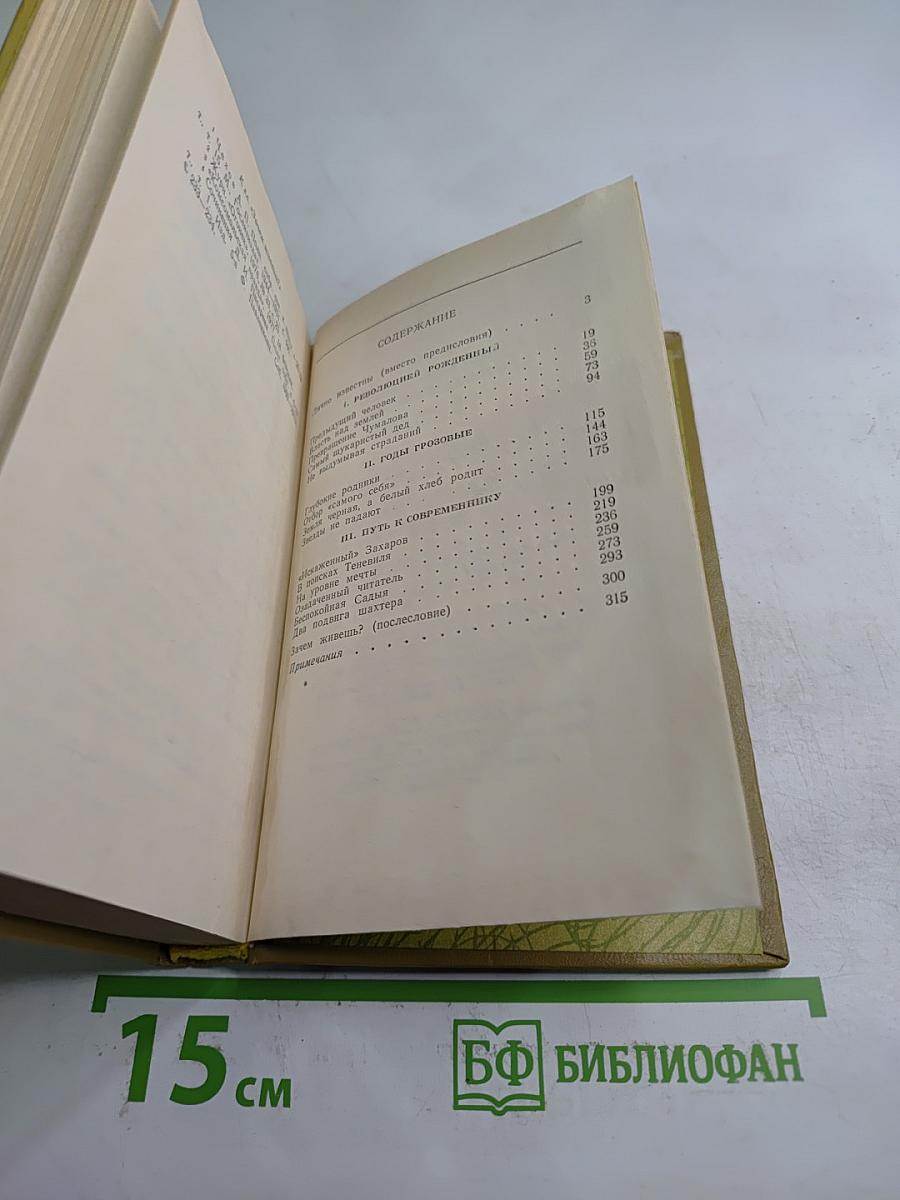 СОДЕРЖАНИЕ
Лично известны (вместо предисловия) . . . . 3
I. РЕВОЛЮЦИЕЙ РОЖДЕННЫЙ
Предыдущий человек . . . . . . . 19
Власть над землей . . . . . . . 35
Превращение Чумалова . . . . . . . 59
Самый щукаристый дед . . . . . . . 73
Не выдумывая страданий . . . . . . . 94
II. ГОДЫ ГРОЗОВЫЕ
Глубокие родники . . . . . . . 115
Отбор «самого себя» . . . . . . . 144
Земля черная, а белый хлеб родит . . . . 163
Звезды не падают . . . . . . . 175
III. ПУТЬ К СОВРЕМЕННИКУ
«Искаженный» Захаров . . . . . . . 199
В поисках Теневиля . . . . . . . 219
На уровне мечты . . . . . . . 236
Озадаченный читатель . . . . . . . 259
Беспокойная Садыя . . . . . . . 273
Два подвига шахтера . . . . . . . 293
Зачем живешь? (послесловие) . . . . . . . 300
Примечания . . . . . . . 315
15 см
БФ БИБЛИОФАН